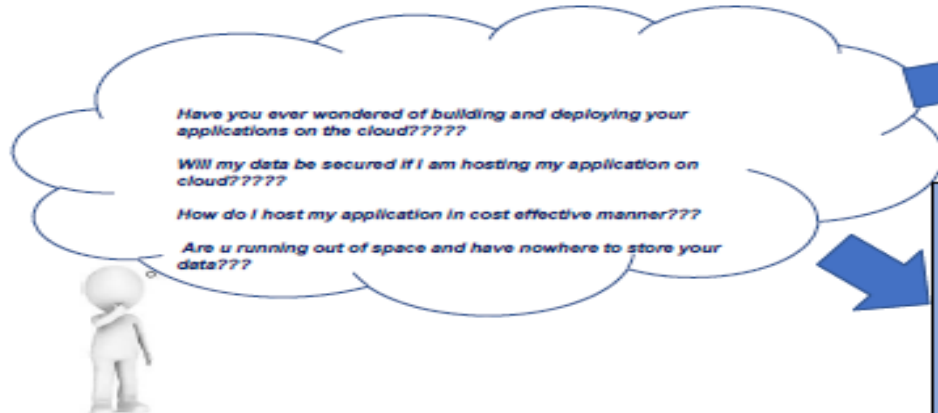 Have you ever wondered of building and deploying your
applications on the cloud?????
Will my data be secured if I am hosting my application on
cloud?????
How do I host my application in cost effective manner???
Are u running out of space and have nowhere to store your
data???